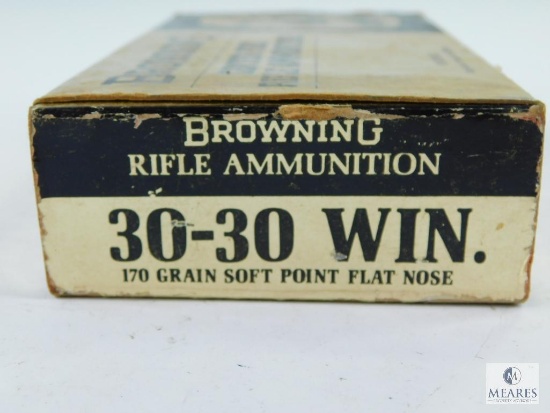 BROWNING
RIFLE AMMUNITION
30-30 WIN.
170 GRAIN SOFT POINT FLAT NOSE
M
MEARES